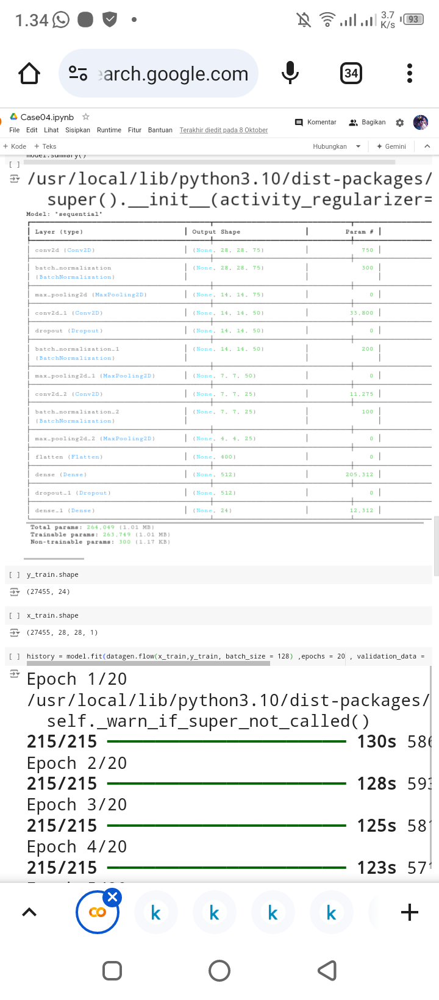 1.34
3.7
K/s
93
earch.google.com
34
Case04.ipynb
Komentar
Bagikan
File Edit Lihat Sisipkan Runtime Fitur Bantuan Terakhir diedit pada 8 Oktober
+ Kode + Teks
Hubungkan
Gemini
model.summary()
[ ]
/usr/local/lib/python3.10/dist-packages/
super().__init__(activity_regularizer=
Model: "sequential"
Layer (type) Output Shape Param #
conv2d (Conv2D) (None, 28, 28, 75) 750
batch_normalization (None, 28, 28, 75) 300
(BatchNormalization)
max_pooling2d (MaxPooling2D) (None, 14, 14, 75) 0
conv2d_1 (Conv2D) (None, 14, 14, 50) 33,800
dropout (Dropout) (None, 14, 14, 50) 0
batch_normalization_1 (None, 14, 14, 50) 200
(BatchNormalization)
max_pooling2d_1 (MaxPooling2D) (None, 7, 7, 50) 0
conv2d_2 (Conv2D) (None, 7, 7, 25) 11,275
batch_normalization_2 (None, 7, 7, 25) 100
(BatchNormalization)
max_pooling2d_2 (MaxPooling2D) (None, 4, 4, 25) 0
flatten (Flatten) (None, 400) 0
dense (Dense) (None, 512) 205,312
dropout_1 (Dropout) (None, 512) 0
dense_1 (Dense) (None, 24) 12,312
Total params: 264,049 (1.01 MB)
Trainable params: 263,749 (1.01 MB)
Non-trainable params: 300 (1.17 KB)
[ ] y_train.shape
(27455, 24)
[ ] x_train.shape
(27455, 28, 28, 1)
[ ] history = model.fit(datagen.flow(x_train,y_train, batch_size = 128) ,epochs = 20 , validation_data =
Epoch 1/20
/usr/local/lib/python3.10/dist-packages/
self._warn_if_super_not_called()
215/215 130s 586
Epoch 2/20
215/215 128s 593
Epoch 3/20
215/215 125s 581
Epoch 4/20
215/215 123s 571
k k k k